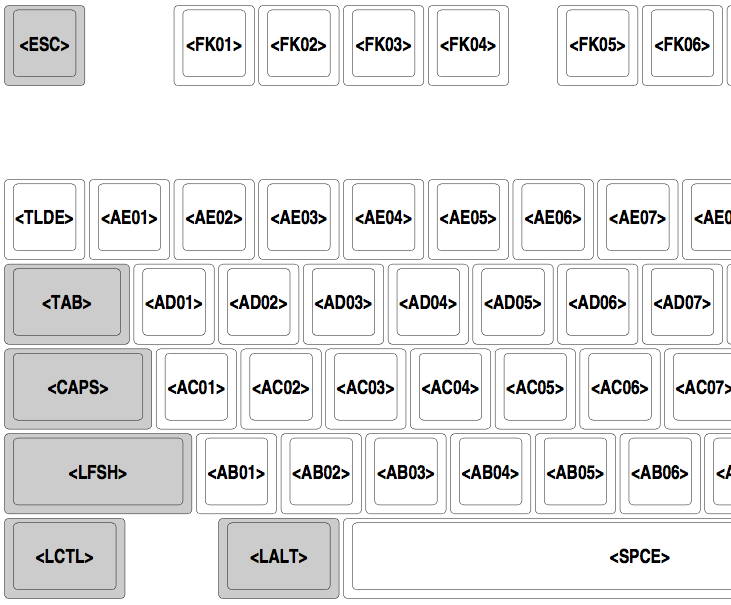 <ESC> <FK01> <FK02> <FK03> <FK04> <FK05> <FK06>
<TLDE> <AE01> <AE02> <AE03> <AE04> <AE05> <AE06> <AE07> <AE0
<TAB> <AD01> <AD02> <AD03> <AD04> <AD05> <AD06> <AD07>
<CAPS> <AC01> <AC02> <AC03> <AC04> <AC05> <AC06> <AC07>
<LFSH> <AB01> <AB02> <AB03> <AB04> <AB05> <AB06>
<LCTL> <LALT> <SPCE>